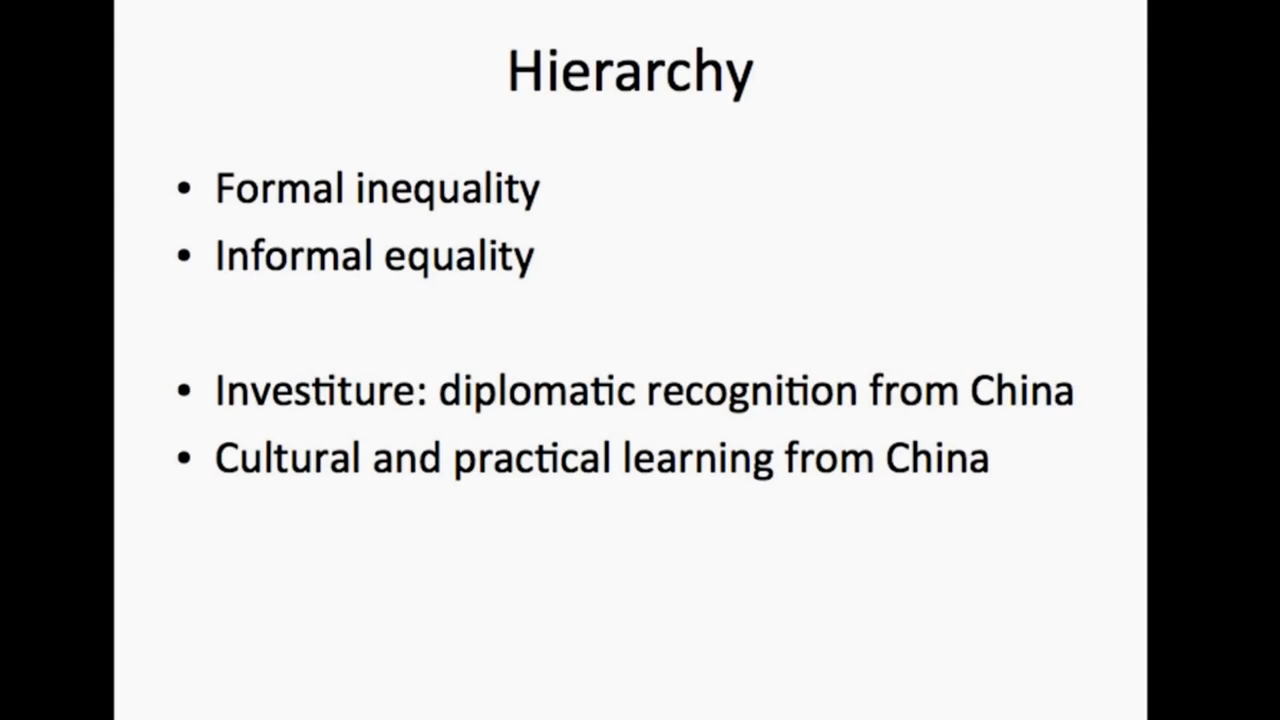 Hierarchy
• Formal inequality
• Informal equality
• Investiture: diplomatic recognition from China
• Cultural and practical learning from China